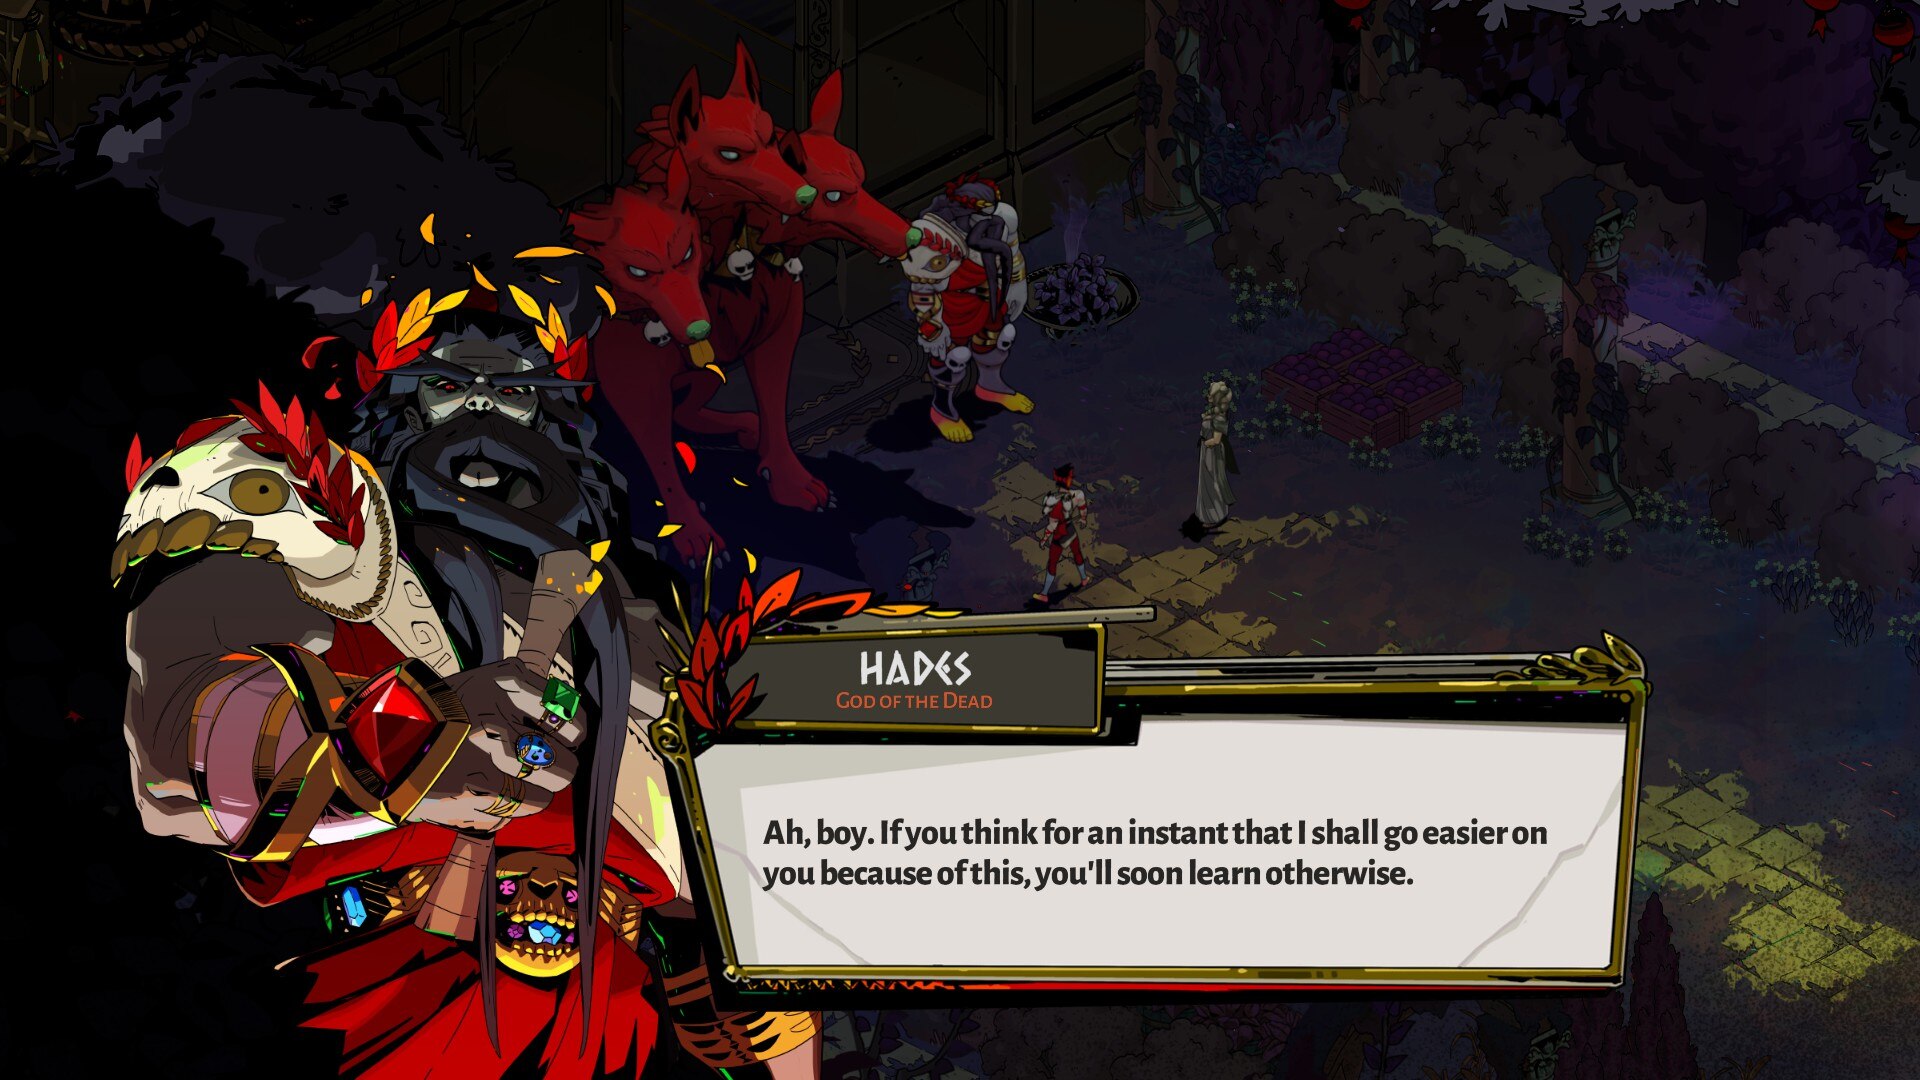 HADES
God of the Dead
Ah, boy. If you think for an instant that I shall go easier on
you because of this, you'll soon learn otherwise.